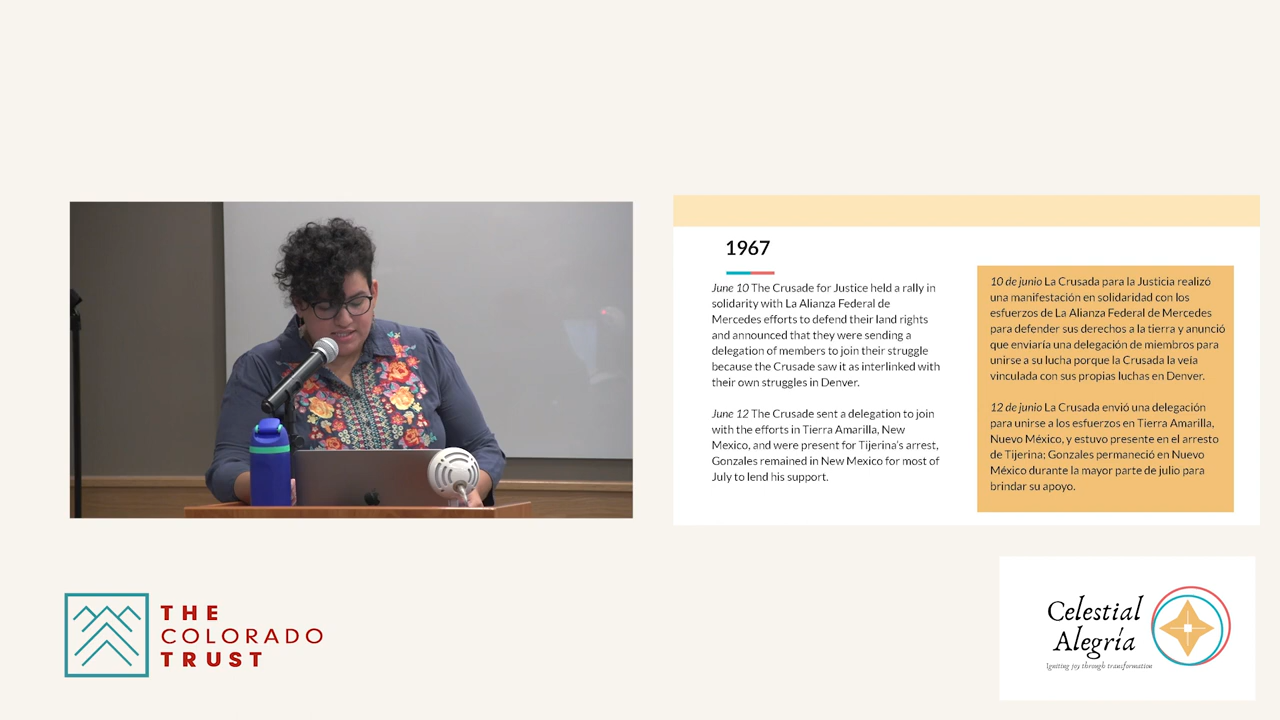 1967
June 10 The Crusade for Justice held a rally in
solidarity with La Alianza Federal de
Mercedes efforts to defend their land rights
and announced that they were sending a
delegation of members to join their struggle
because the Crusade saw it as interlinked with
their own struggles in Denver.
June 12 The Crusade sent a delegation to join
with the efforts in Tierra Amarilla, New
Mexico, and were present for Tijerina's arrest,
Gonzales remained in New Mexico for most of
July to lend his support.
10 de junio La Crusada para la Justicia realizó
una manifestación en solidaridad con los
esfuerzos de La Alianza Federal de Mercedes
para defender sus derechos a la tierra y anunció
que enviaría una delegación de miembros para
unirse a su lucha porque la Crusada la veía
vinculada con sus propias luchas en Denver.
12 de junio La Crusada envió una delegación
para unirse a los esfuerzos en Tierra Amarilla,
Nuevo México, y estuvo presente en el arresto
de Tijerina; Gonzales permaneció en Nuevo
México durante la mayor parte de julio para
brindar su apoyo.
THE
COLORADO
TRUST
Celestial
Alegría
Igniting joy through transformation